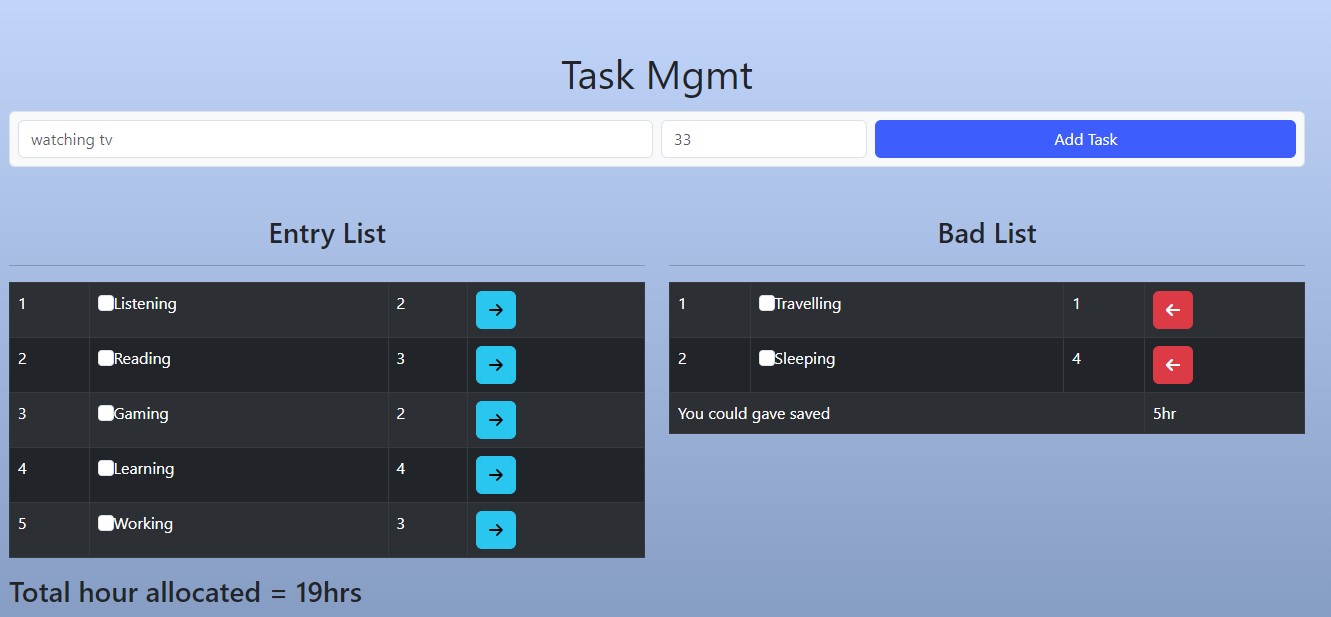 Task Mgmt
watching tv 33 Add Task
Entry List
1 Listening 2
2 Reading 3
3 Gaming 2
4 Learning 4
5 Working 3
Total hour allocated = 19hrs
Bad List
1 Travelling 1
2 Sleeping 4
You could gave saved 5hr